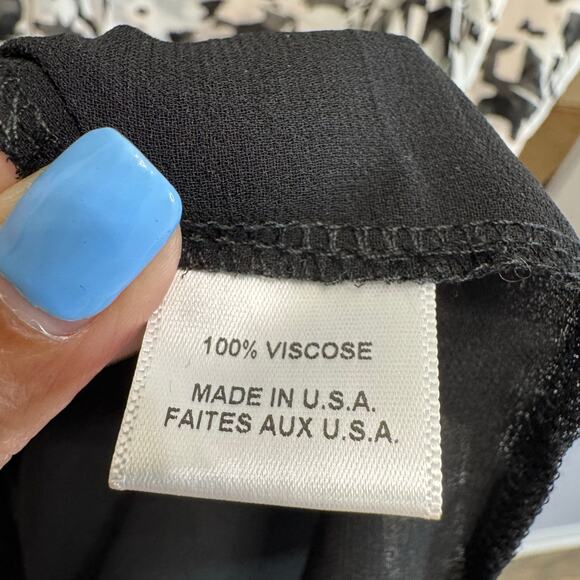 100% VISCOSE
MADE IN U.S.A.
FAITES AUX U.S.A.